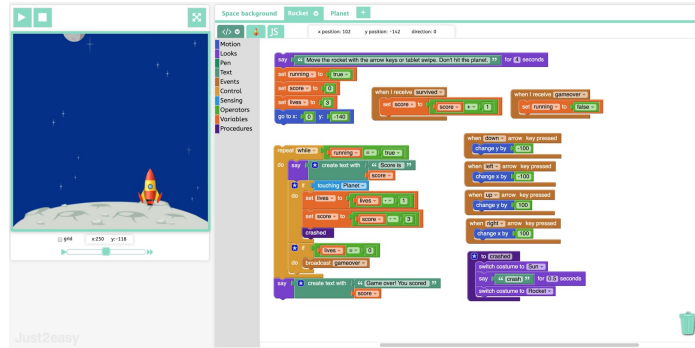 Space background Rocket Planet +
</> JS x position: 102 y position: -142 direction: 0
Motion
Looks
Pen
Text
Events
Control
Sensing
Operators
Variables
Procedures
say “ Move the rocket with the arrow keys or tablet swipe. Don't hit the planet. ” for 4 seconds
set running to true
set score to 0
set lives to 3
go to x: 0 y: -140
when I receive survived
set score to score + 1
when I receive gameover
set running to false
repeat while running = true
do say create text with “ Score is ”
score
if touching Planet
do set lives to lives - 1
set score to score - 3
crashed
if lives = 0
do broadcast gameover
say create text with “ Game over! You scored ”
score
when down arrow key pressed
change y by -100
when left arrow key pressed
change x by -100
when up arrow key pressed
change y by 100
when right arrow key pressed
change x by 100
to crashed
switch costume to Sun
say “ crash ” for 0.5 seconds
switch costume to Rocket
grid x:250 y:-118
Just2easy